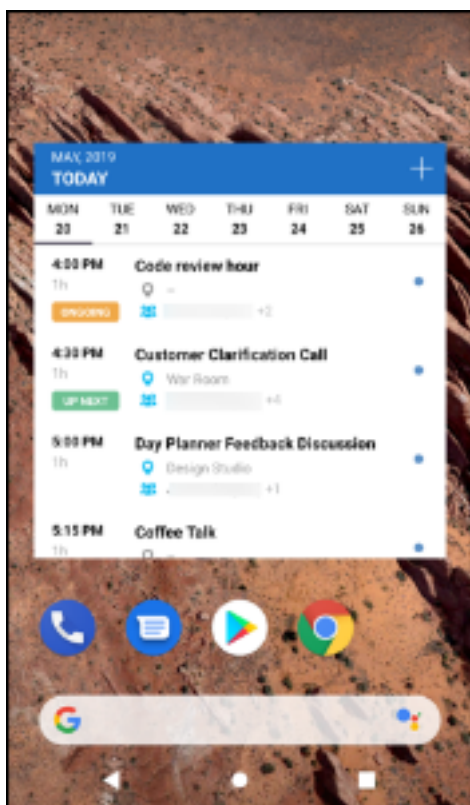 MAY, 2019
TODAY
MON TUE WED THU FRI SAT SUN
20 21 22 23 24 25 26
4:00 PM Code review hour
1h –
ONGOING +2
4:30 PM Customer Clarification Call
1h War Room
UP NEXT +4
5:00 PM Day Planner Feedback Discussion
1h Design Studio
+1
5:15 PM Coffee Talk
1h –